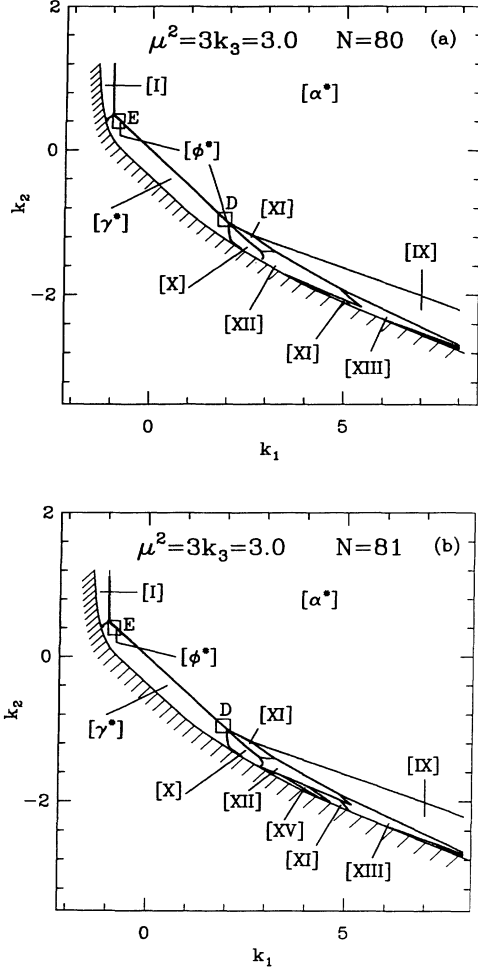 μ²=3k₃=3.0 N=80 (a)
2
[I]
[α*]
E
0
[ϕ*]
k₂
D
[γ*]
[XI]
[IX]
[X]
−2
[XII]
[XI]
[XIII]
0
5
k₁
2
μ²=3k₃=3.0 N=81 (b)
[I]
[α*]
E
0
[ϕ*]
k₂
D
[γ*]
[XI]
[IX]
[X]
[XII]
−2
[XV]
[XI]
[XIII]
0
5
k₁